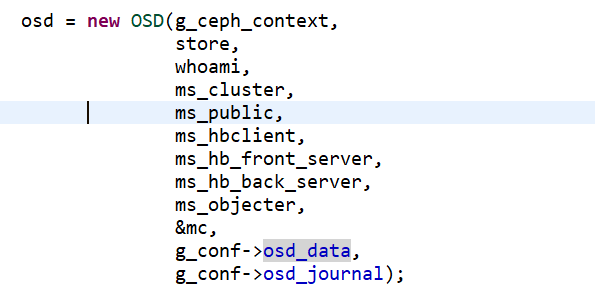 osd = new OSD(g_ceph_context,
store,
whoami,
ms_cluster,
ms_public,
ms_hbclient,
ms_hb_front_server,
ms_hb_back_server,
ms_objecter,
&mc,
g_conf->osd_data,
g_conf->osd_journal);